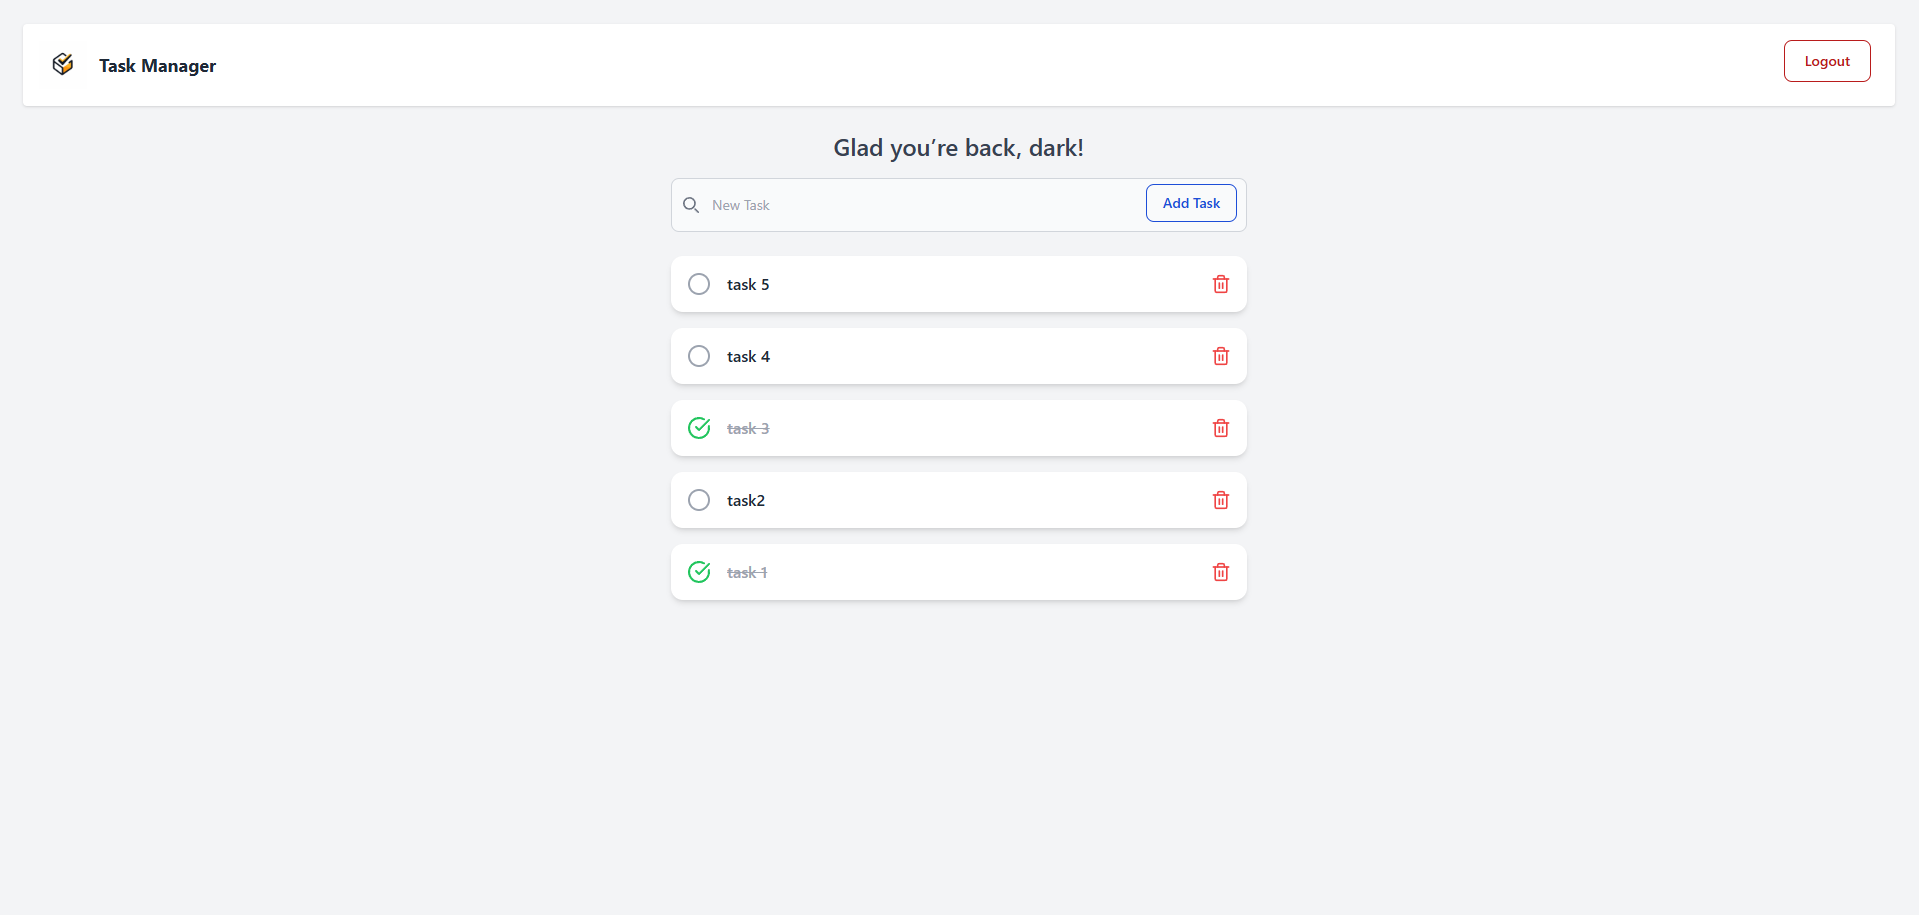 Task Manager
Logout
Glad you’re back, dark!
New Task
Add Task
task 5
task 4
task 3
task2
task 1